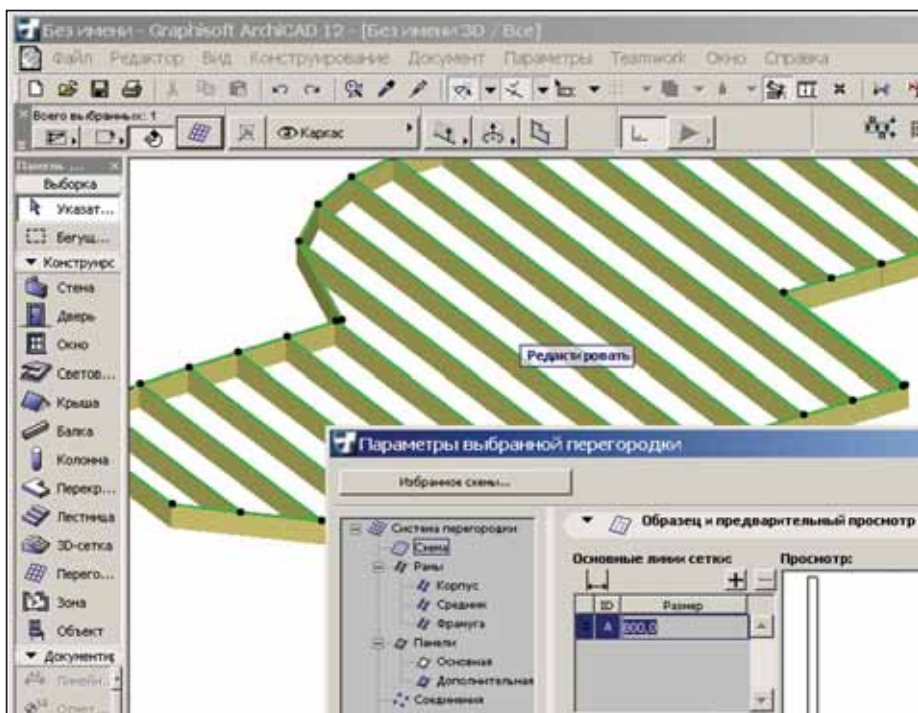 Без имени - Graphisoft ArchiCAD 12 - [Без имени 3D / Все]
Файл Редактор Вид Конструирование Документ Параметры Teamwork Окно Справка
Всего выбранных: 1
Каркас
Панель ...
Выборка
Указат...
Бегущ...
Конструирс
Стена
Дверь
Окно
Светов...
Крыша
Балка
Колонна
Перекр...
Лестница
3D-сетка
Перего...
Зона
Объект
Документир
Линейн...
Отмет...
Редактировать
Параметры выбранной перегородки
Избранное схемы...
Система перегородки
Схема
Рамы
Корпус
Средник
Фрамуга
Панели
Основная
Дополнительная
Соединения
Образец и предварительный просмотр
Основные линии сетки:
Просмотр:
ID Размер
A 800,0